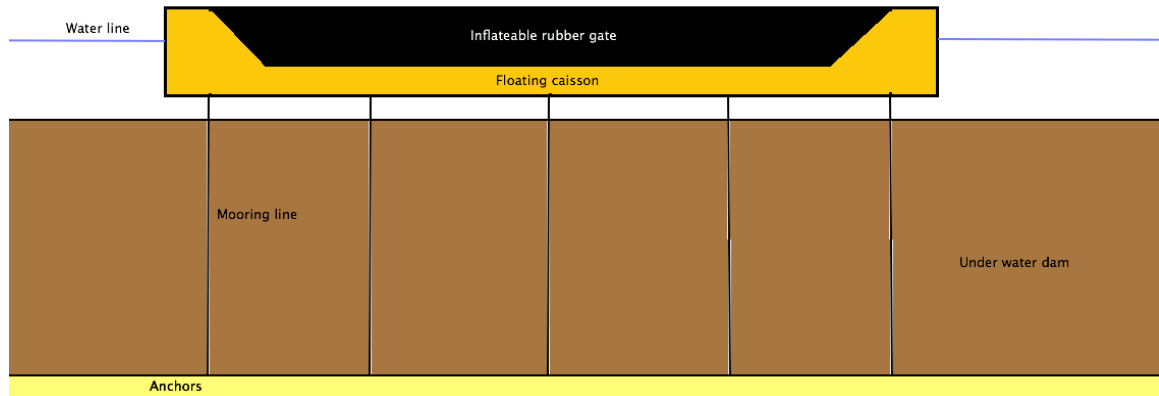 Water line
Inflateable rubber gate
Floating caisson
Mooring line
Under water dam
Anchors